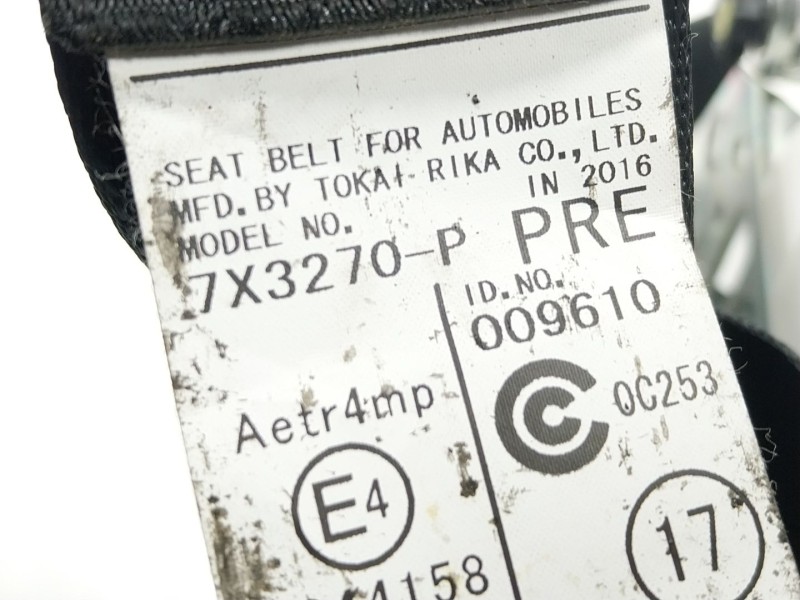 SEAT BELT FOR AUTOMOBILES
MFD. BY TOKAI-RIKA CO., LTD.
IN 2016
MODEL NO.
7X3270-P PRE
ID. NO.
009610
Aetr4mp
E4
0C253
17
4158